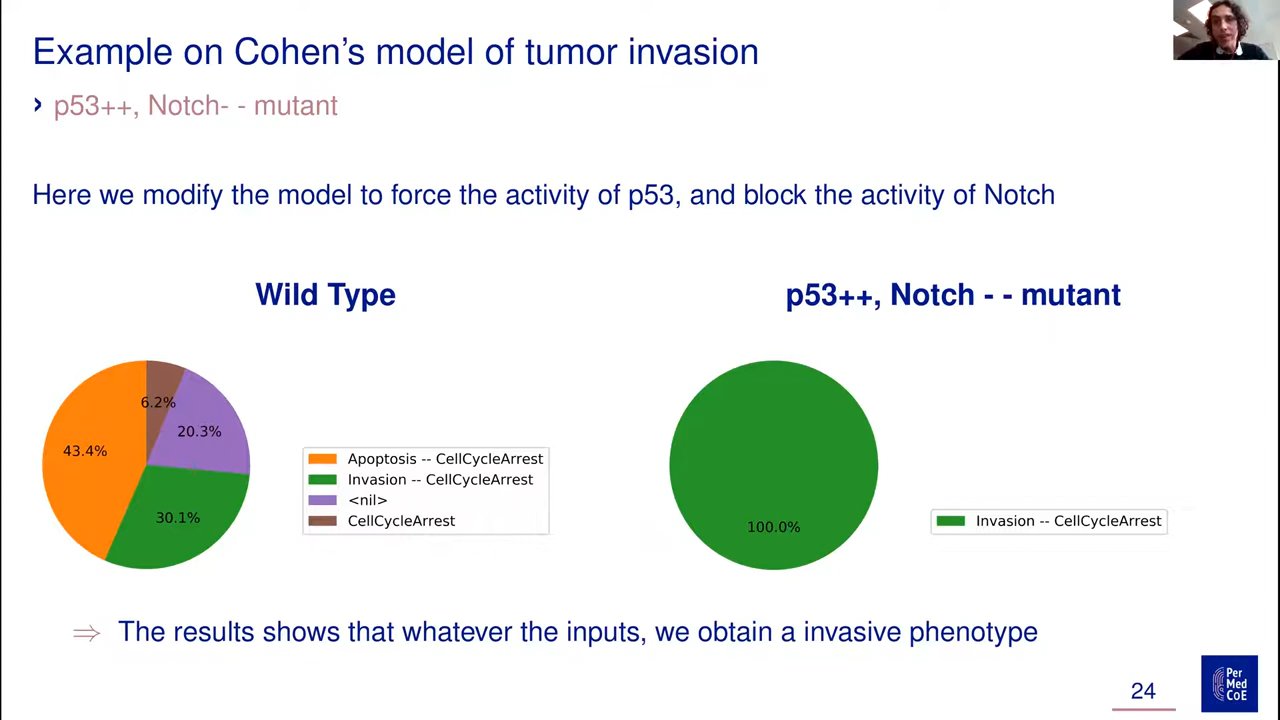 Example on Cohen's model of tumor invasion
› p53++, Notch- - mutant
Here we modify the model to force the activity of p53, and block the activity of Notch
Wild Type
6.2%
20.3%
43.4%
30.1%
Apoptosis -- CellCycleArrest
Invasion -- CellCycleArrest
<nil>
CellCycleArrest
p53++, Notch - - mutant
100.0%
Invasion -- CellCycleArrest
⇒ The results shows that whatever the inputs, we obtain a invasive phenotype
24
Per
Med
CoE